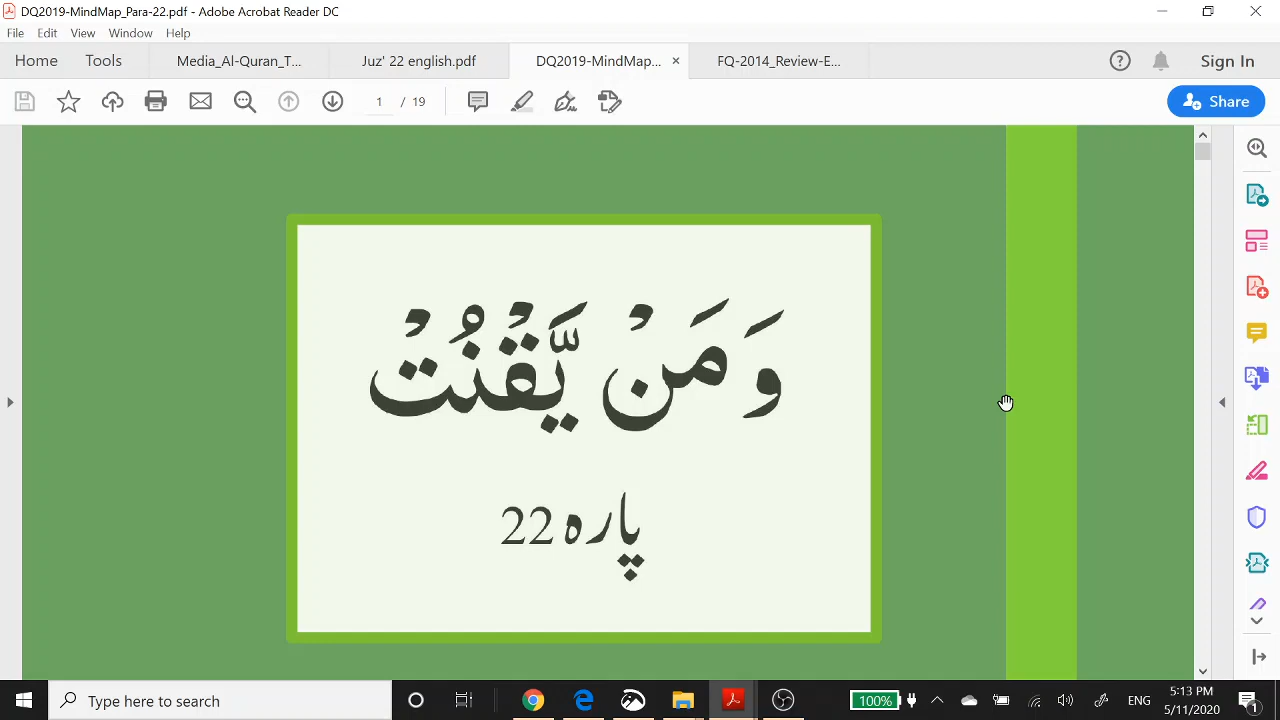 DQ2019-MindMap_Para-22.pdf - Adobe Acrobat Reader DC
File Edit View Window Help
Home Tools Media_Al-Quran_T... Juz' 22 english.pdf DQ2019-MindMap... × FQ-2014_Review-E... Sign In
1 / 19 Share
وَمَنْ يَّقْنُتْ
پارہ 22
Type here to search 100% ENG 5:13 PM
5/11/2020 1